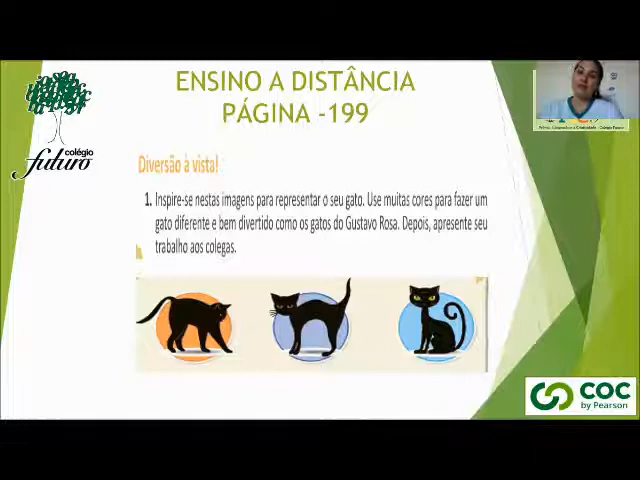 ENSINO A DISTÂNCIA
PÁGINA -199
colégio
futuro
Diversão à vista!
1. Inspire-se nestas imagens para representar o seu gato. Use muitas cores para fazer um
gato diferente e bem divertido como os gatos do Gustavo Rosa. Depois, apresente seu
trabalho aos colegas.
COC
by Pearson